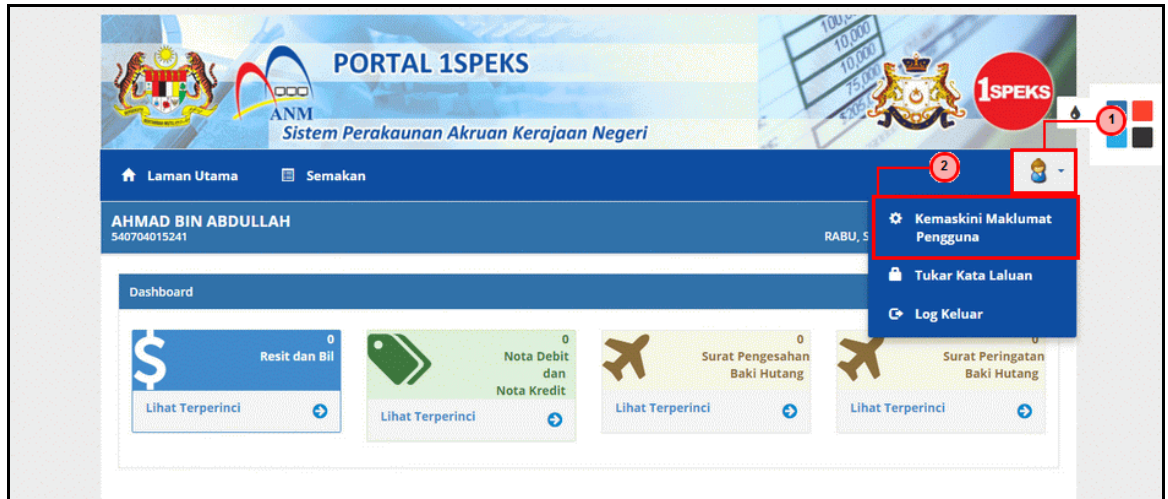 PORTAL 1SPEKS
ANM
Sistem Perakaunan Akruan Kerajaan Negeri
1SPEKS
1
2
Laman Utama
Semakan
AHMAD BIN ABDULLAH
540704015241
RABU, S
Kemaskini Maklumat
Pengguna
Tukar Kata Laluan
Log Keluar
Dashboard
0
Resit dan Bil
Lihat Terperinci
0
Nota Debit
dan
Nota Kredit
Lihat Terperinci
0
Surat Pengesahan
Baki Hutang
Lihat Terperinci
0
Surat Peringatan
Baki Hutang
Lihat Terperinci